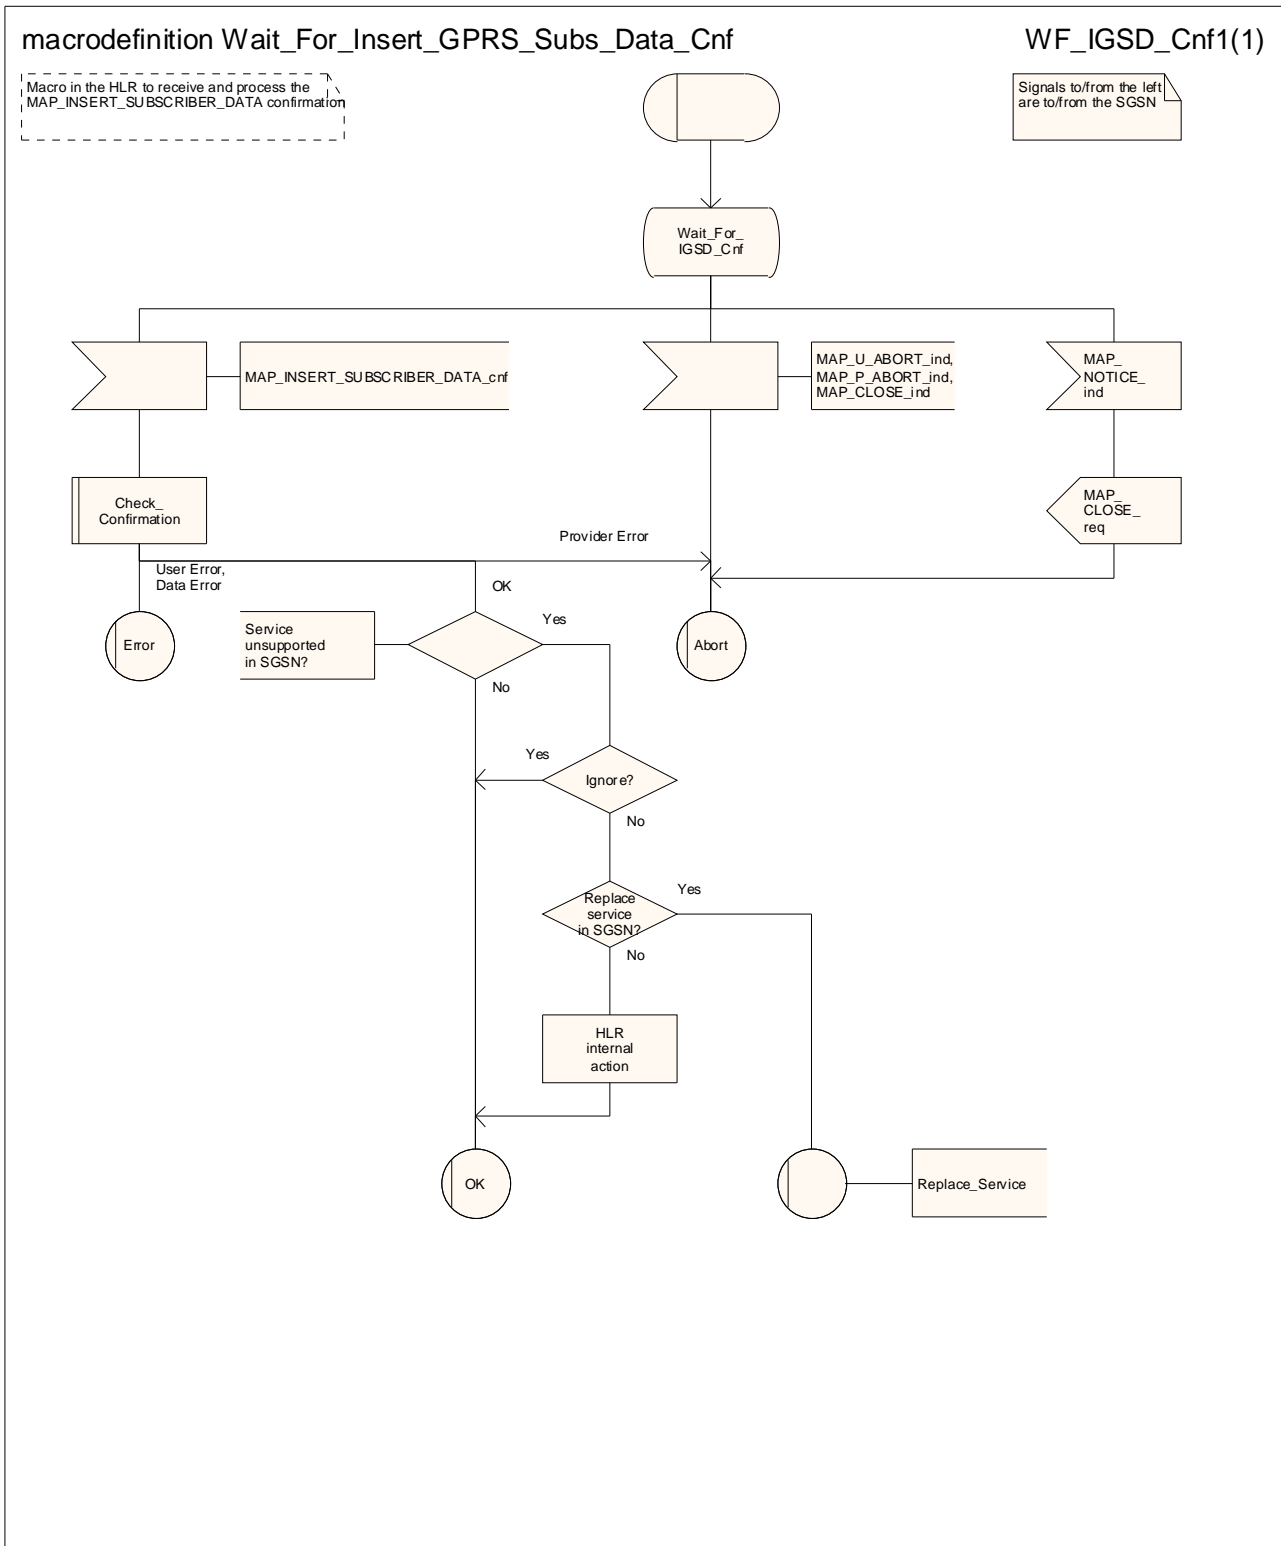 macrodefinition Wait_For_Insert_GPRS_Subs_Data_Cnf
WF_IGSD_Cnf1(1)
Macro in the HLR to receive and process the
MAP_INSERT_SUBSCRIBER_DATA confirmation
Signals to/from the left
are to/from the SGSN
Wait_For_
IGSD_Cnf
MAP_INSERT_SUBSCRIBER_DATA_cnf
MAP_U_ABORT_ind,
MAP_P_ABORT_ind,
MAP_CLOSE_ind
MAP_
NOTICE_
ind
Check_
Confirmation
MAP_
CLOSE_
req
Provider Error
User Error,
Data Error
OK
Error
Service
unsupported
in SGSN?
Yes
No
Abort
Yes
Ignore?
No
Replace
service
in SGSN?
Yes
No
HLR
internal
action
OK
Replace_Service